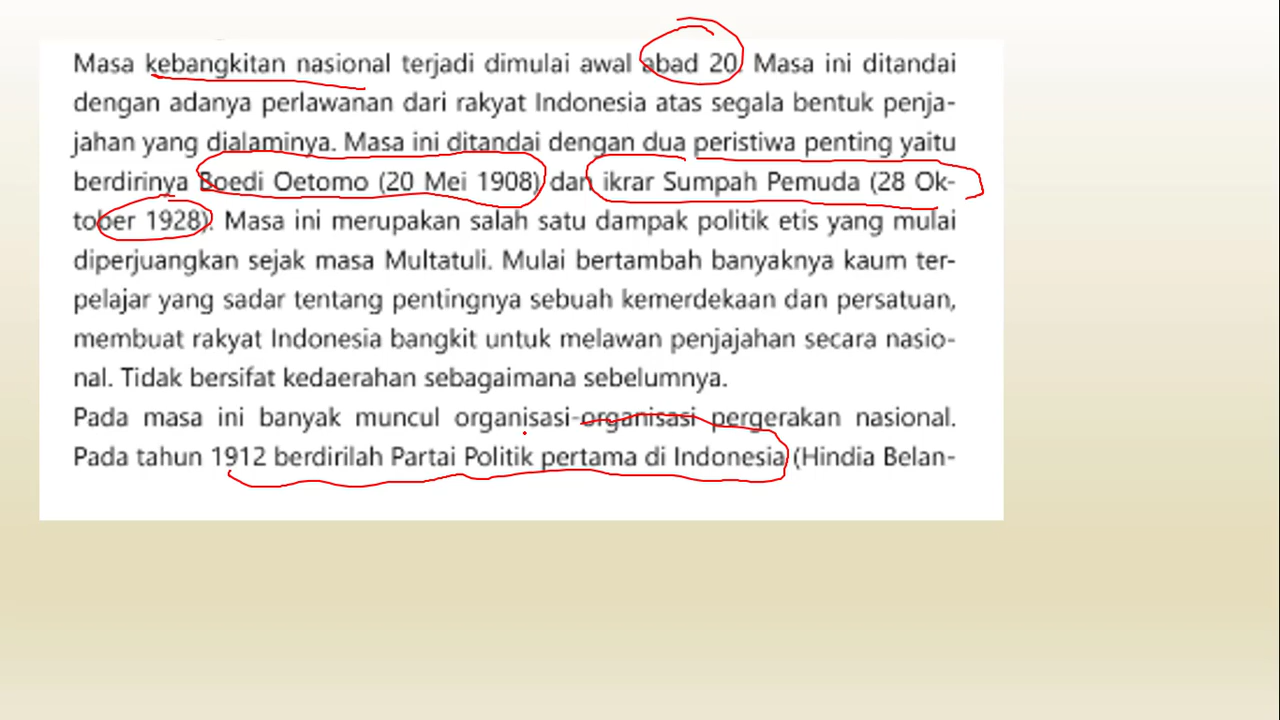 Masa kebangkitan nasional terjadi dimulai awal abad 20. Masa ini ditandai
dengan adanya perlawanan dari rakyat Indonesia atas segala bentuk penja-
jahan yang dialaminya. Masa ini ditandai dengan dua peristiwa penting yaitu
berdirinya Boedi Oetomo (20 Mei 1908) dan ikrar Sumpah Pemuda (28 Ok-
tober 1928). Masa ini merupakan salah satu dampak politik etis yang mulai
diperjuangkan sejak masa Multatuli. Mulai bertambah banyaknya kaum ter-
pelajar yang sadar tentang pentingnya sebuah kemerdekaan dan persatuan,
membuat rakyat Indonesia bangkit untuk melawan penjajahan secara nasio-
nal. Tidak bersifat kedaerahan sebagaimana sebelumnya.
Pada masa ini banyak muncul organisasi-organisasi pergerakan nasional.
Pada tahun 1912 berdirilah Partai Politik pertama di Indonesia (Hindia Belan-